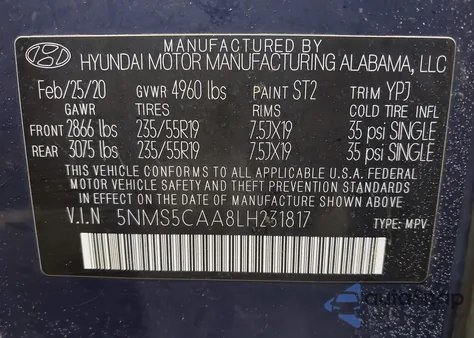 MANUFACTURED BY
HYUNDAI MOTOR MANUFACTURING ALABAMA, LLC
Feb/25/20 GVWR 4960 lbs PAINT ST2 TRIM YPJ
GAWR TIRES RIMS COLD TIRE INFL
FRONT 2866 lbs 235/55R19 7.5JX19 35 psi SINGLE
REAR 3075 lbs 235/55R19 7.5JX19 35 psi SINGLE
THIS VEHICLE CONFORMS TO ALL APPLICABLE U.S.A. FEDERAL
MOTOR VEHICLE SAFETY AND THEFT PREVENTION STANDARDS
IN EFFECT ON THE DATE OF MANUFACTURE SHOWN ABOVE.
V.I.N 5NMS5CAA8LH231817 TYPE: MPV
autosnap